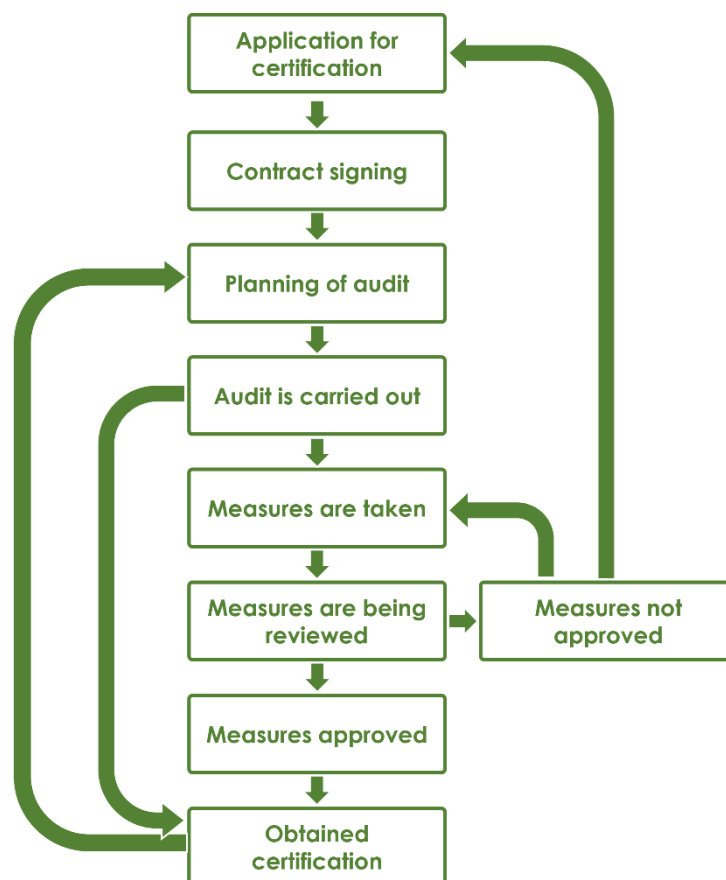 Application for
certification
Contract signing
Planning of audit
Audit is carried out
Measures are taken
Measures are being
reviewed
Measures not
approved
Measures approved
Obtained
certification